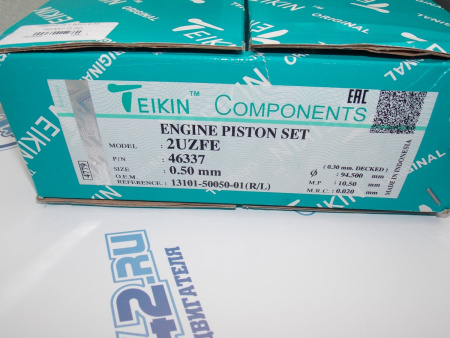 TEIKIN
ORIGINAL
TEIKIN™ COMPONENTS
EAC
ENGINE PISTON SET
MODEL : 2UZFE
P/N : 46337
SIZE : 0.50 mm
O.E.M. REFERENCE : 13101-50050-01(R/L)
(0.30 mm. DECKED)
Φ : 94.500 mm
M.P : 10.50 mm
M.R.C : 0.020 mm
MADE IN INDONESIA
42.RU
ДВИГАТЕЛЯ